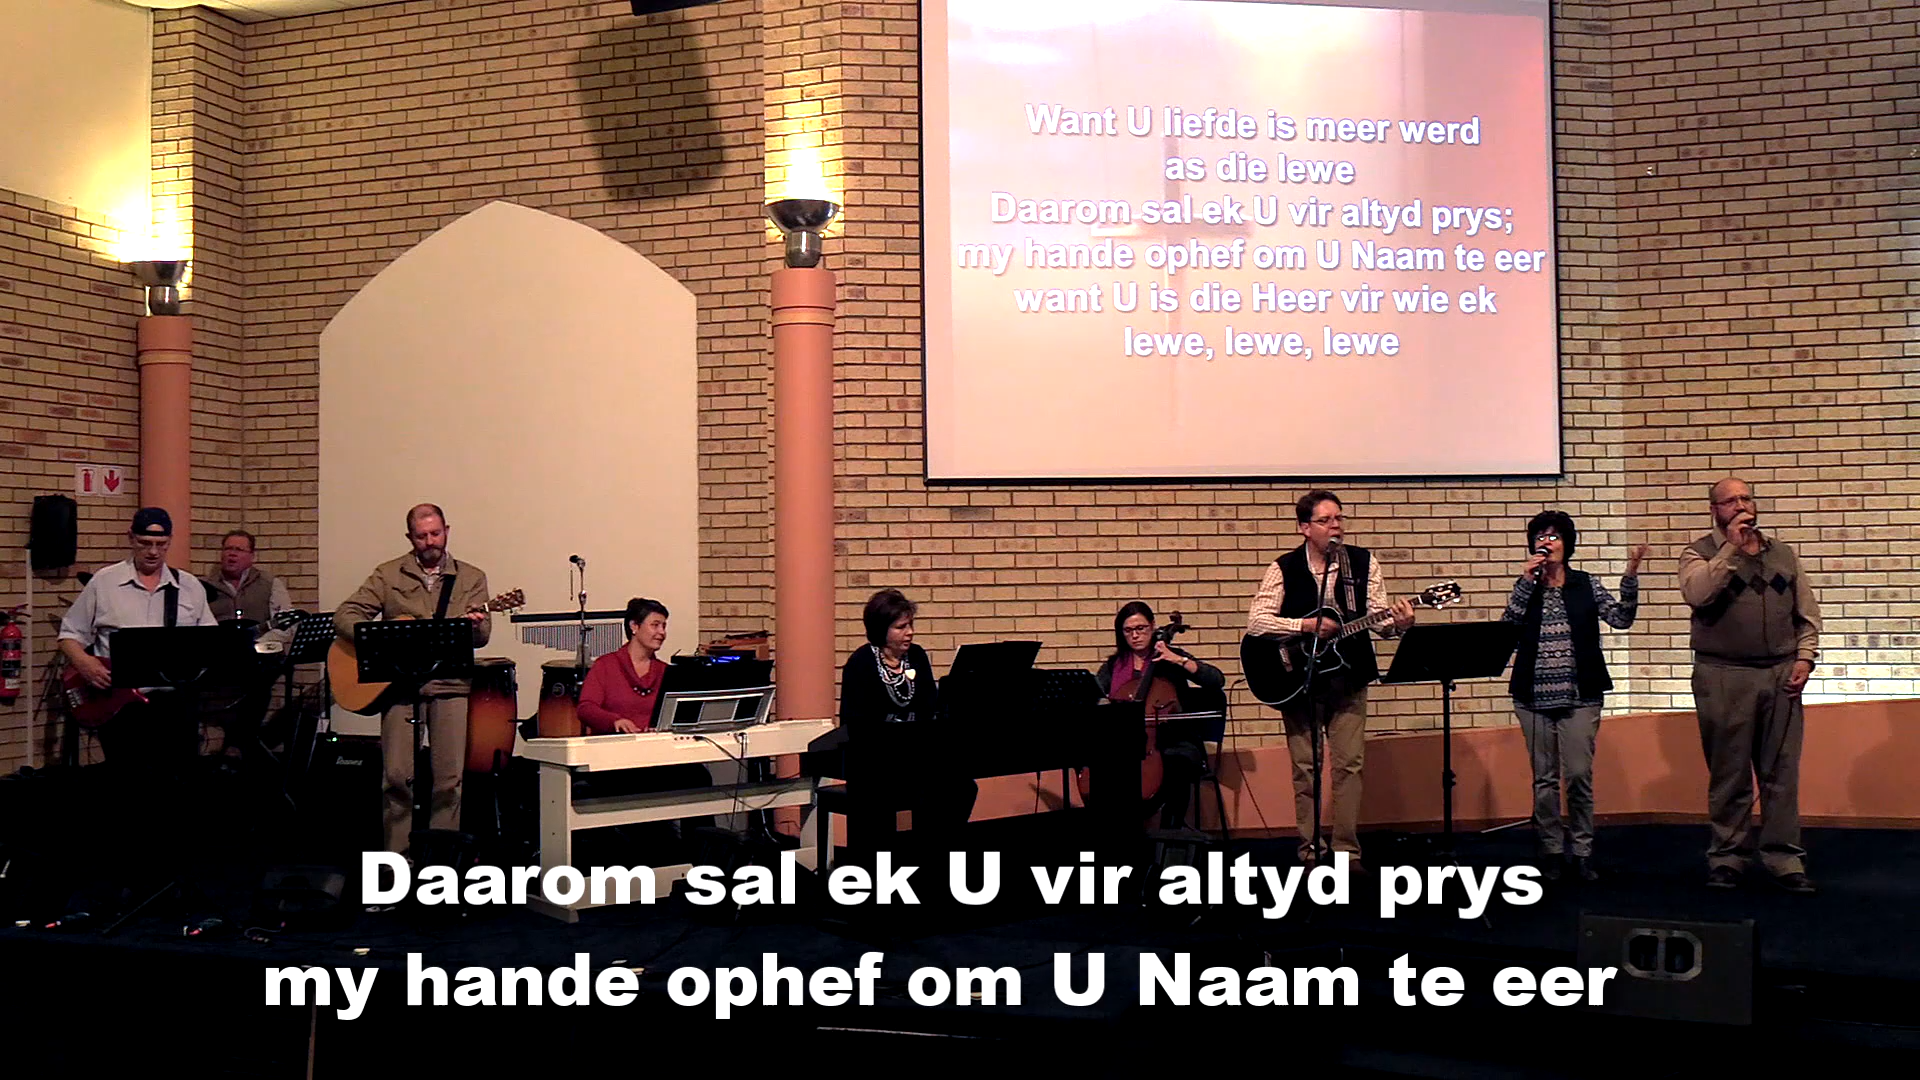 Want U liefde is meer werd
as die lewe
Daarom sal ek U vir altyd prys;
my hande ophef om U Naam te eer
want U is die Heer vir wie ek
lewe, lewe, lewe
Daarom sal ek U vir altyd prys
my hande ophef om U Naam te eer